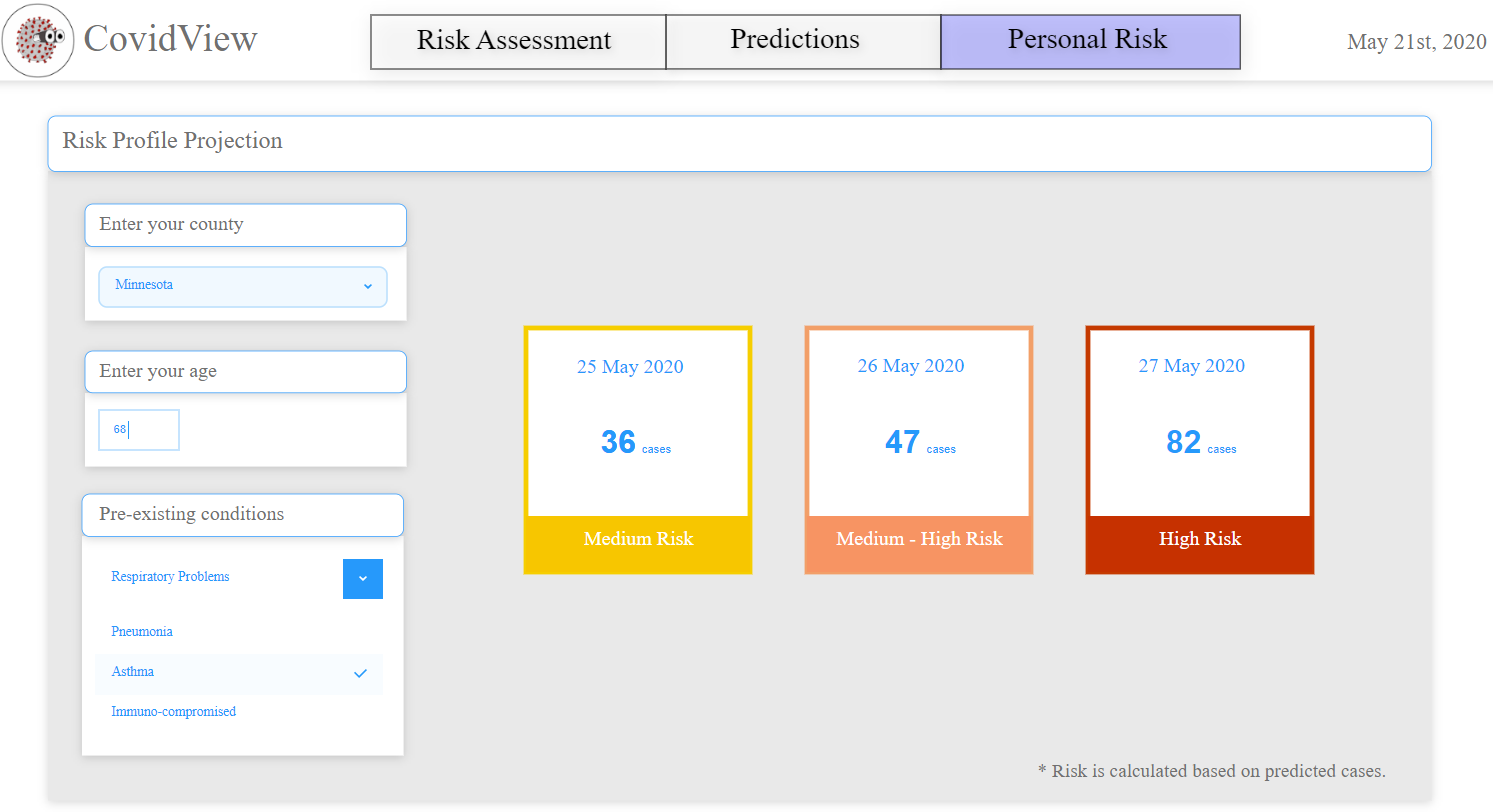 CovidView
Risk Assessment
Predictions
Personal Risk
May 21st, 2020
Risk Profile Projection
Enter your county
Minnesota
Enter your age
68
Pre-existing conditions
Respiratory Problems
Pneumonia
Asthma
Immuno-compromised
25 May 2020
36 cases
Medium Risk
26 May 2020
47 cases
Medium - High Risk
27 May 2020
82 cases
High Risk
* Risk is calculated based on predicted cases.